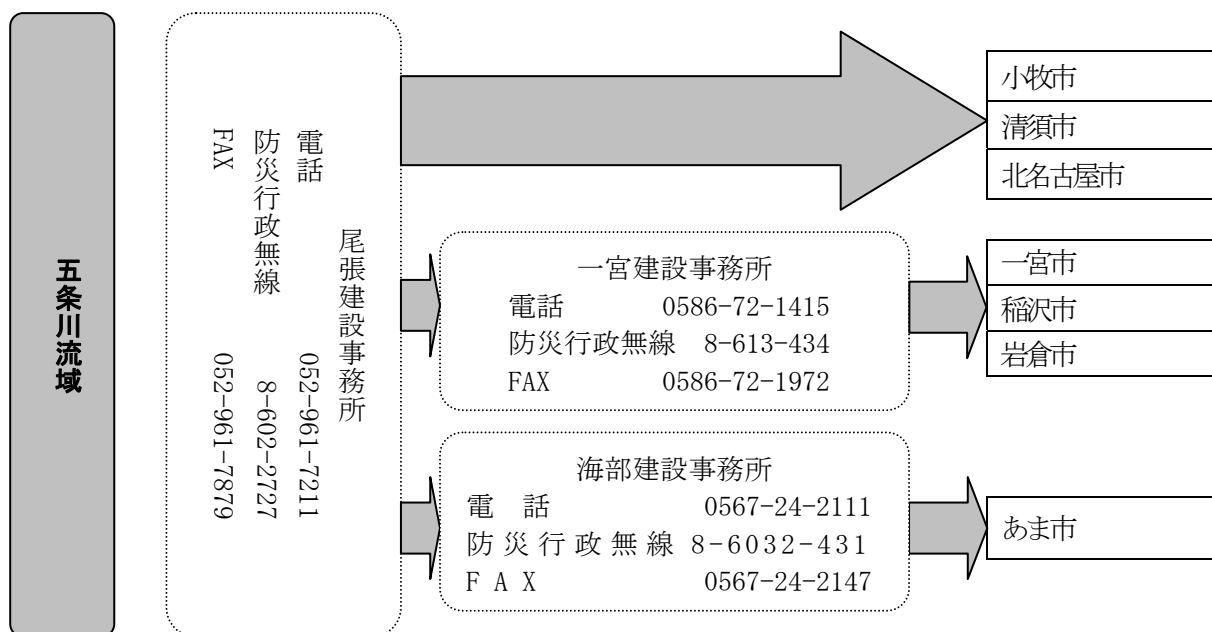 五条川流域
尾張建設事務所
電話 052-961-7211
防災行政無線 8-602-2727
FAX 052-961-7879
小牧市
清須市
北名古屋市
一宮建設事務所
電話 0586-72-1415
防災行政無線 8-613-434
FAX 0586-72-1972
一宮市
稲沢市
岩倉市
海部建設事務所
電 話 0567-24-2111
防災行政無線 8-6032-431
F A X 0567-24-2147
あま市